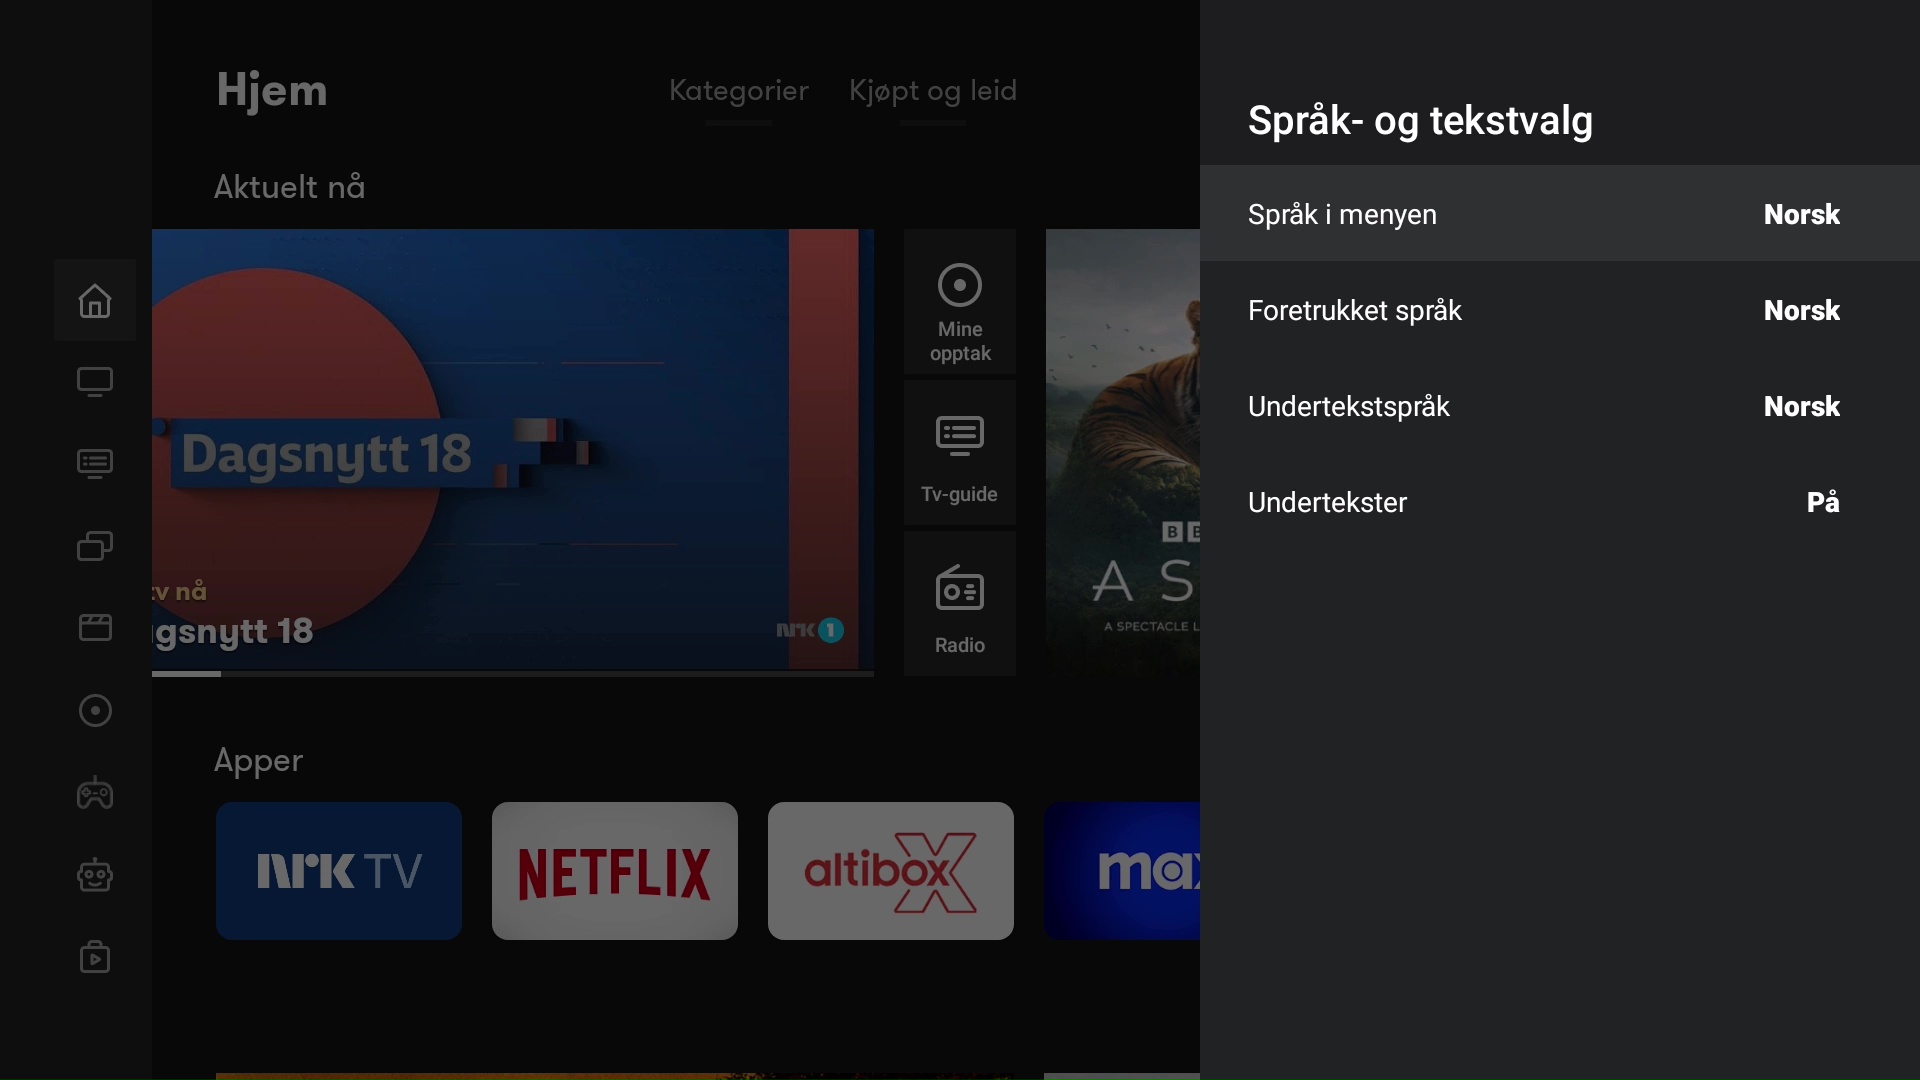 Hjem
Kategorier
Kjøpt og leid
Aktuelt nå
Dagsnytt 18
tv nå
gsnytt 18
NRK 1
Mine
opptak
Tv-guide
Radio
A S
A SPECTACLE L
Apper
NRK TV
NETFLIX
altibox X
max
Språk- og tekstvalg
Språk i menyen Norsk
Foretrukket språk Norsk
Undertekstspråk Norsk
Undertekster På